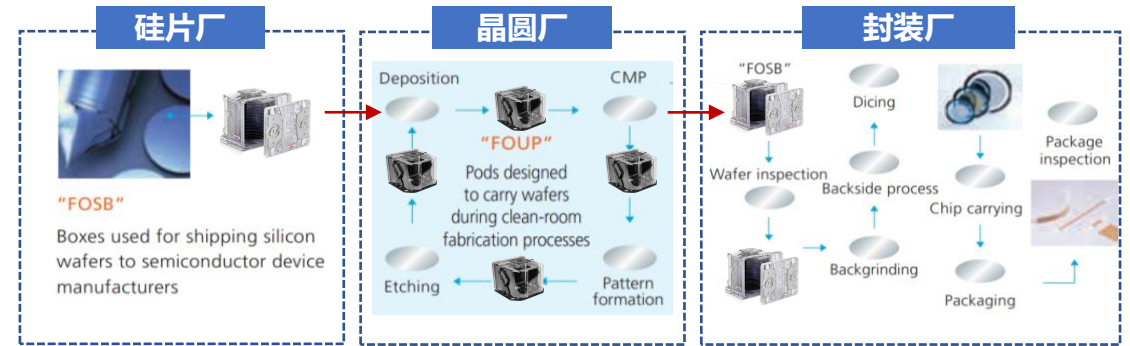 硅片厂
“FOSB”
Boxes used for shipping silicon
wafers to semiconductor device
manufacturers
晶圆厂
Deposition
CMP
“FOUP”
Pods designed
to carry wafers
during clean-room
fabrication processes
Etching
Pattern
formation
封装厂
“FOSB”
Wafer inspection
Dicing
Backside process
Backgrinding
Chip carrying
Packaging
Package
inspection